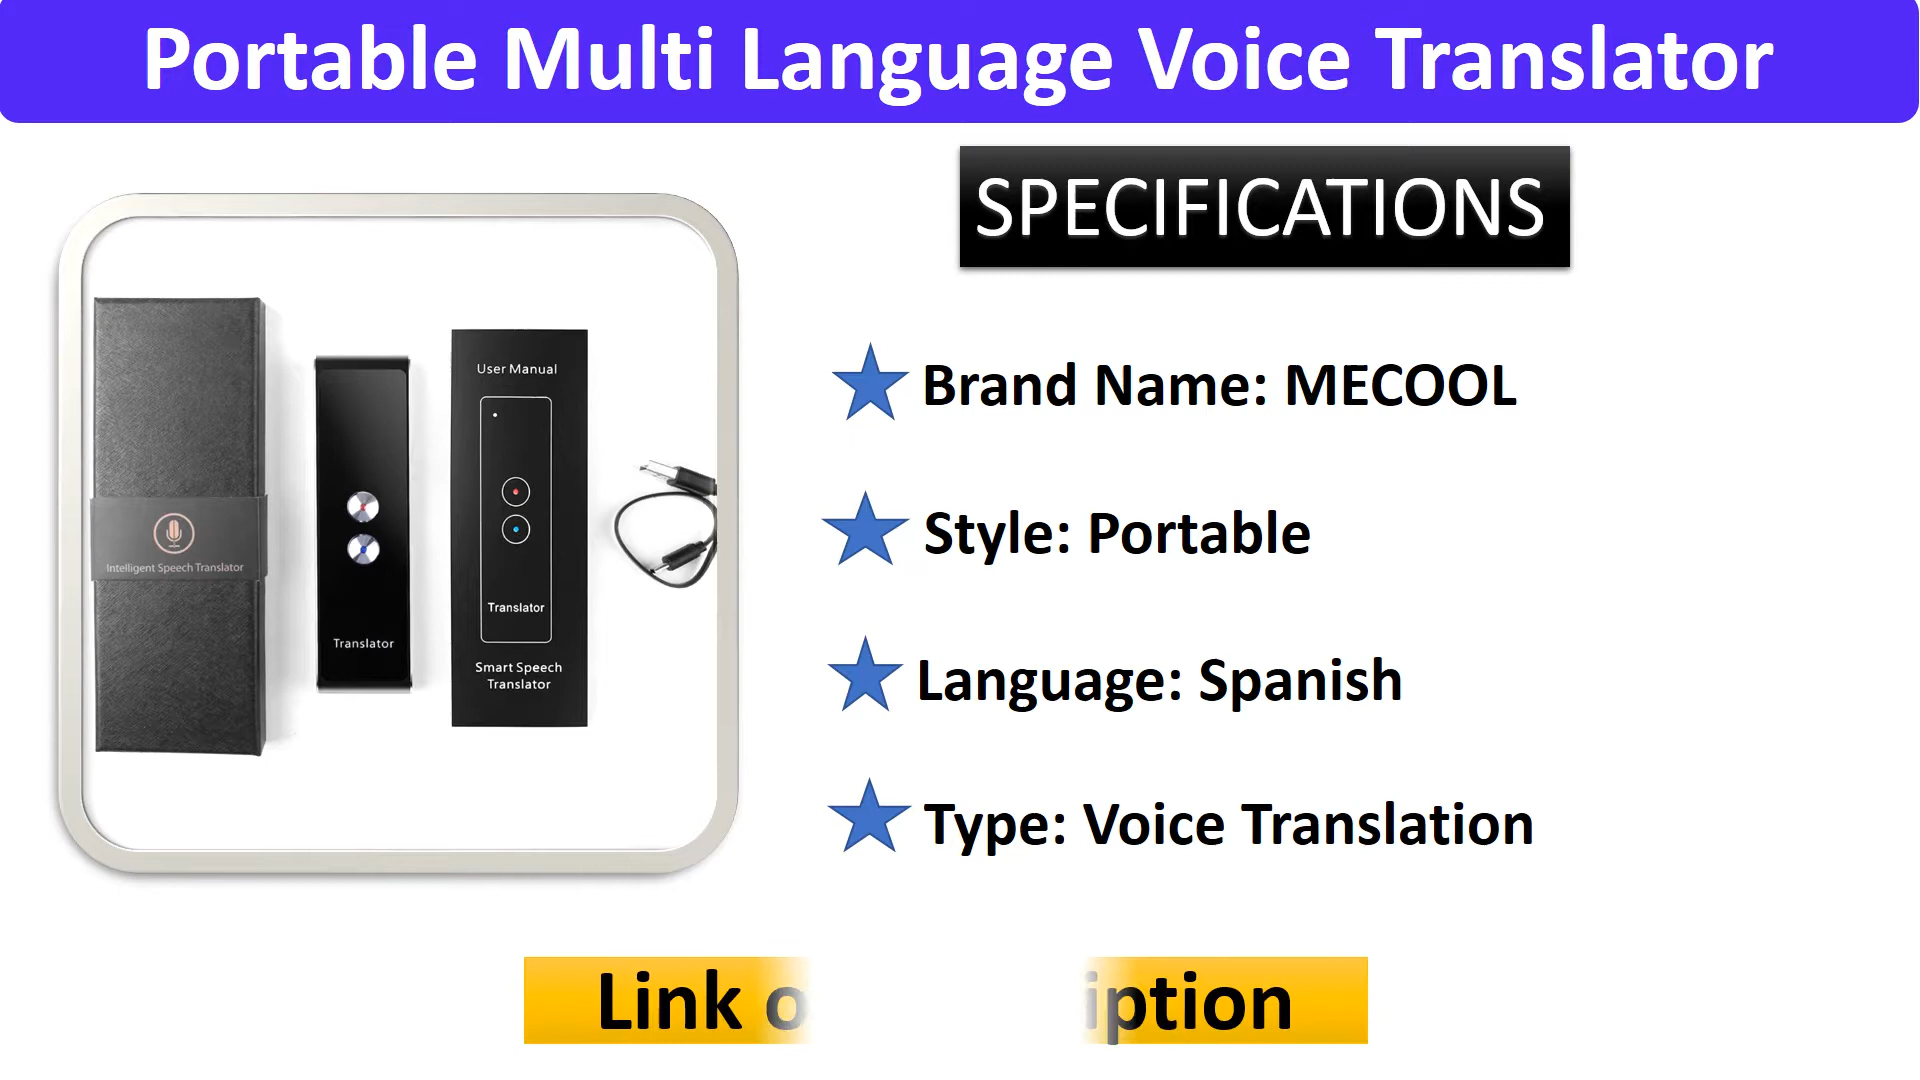 Portable Multi Language Voice Translator
SPECIFICATIONS
Brand Name: MECOOL
Style: Portable
Language: Spanish
Type: Voice Translation
Intelligent Speech Translator
Translator
User Manual
Translator
Smart Speech
Translator
Link